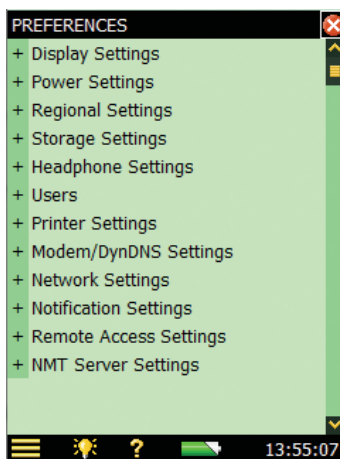 PREFERENCES
+ Display Settings
+ Power Settings
+ Regional Settings
+ Storage Settings
+ Headphone Settings
+ Users
+ Printer Settings
+ Modem/DynDNS Settings
+ Network Settings
+ Notification Settings
+ Remote Access Settings
+ NMT Server Settings
? 13:55:07